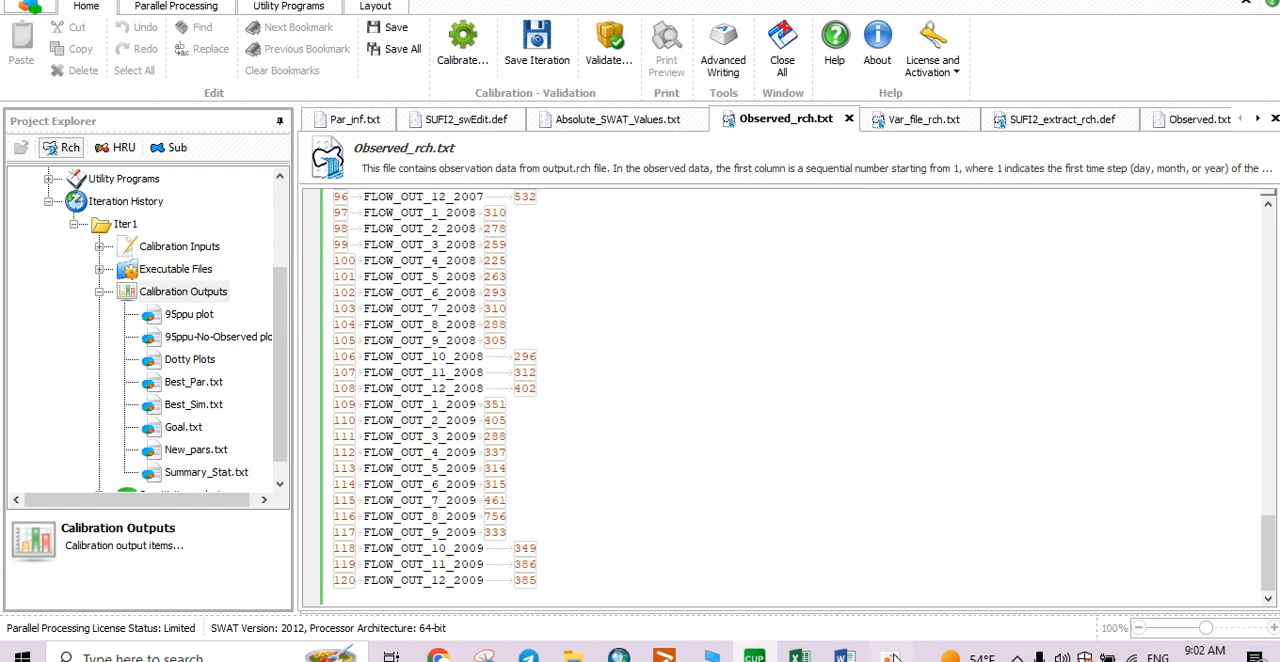 Home Parallel Processing Utility Programs Layout
Cut Undo Find Next Bookmark Save
Paste Copy Redo Replace Previous Bookmark Save All
Delete Select All Clear Bookmarks
Calibrate... Save Iteration Validate... Print Preview Advanced Writing Close All Help About License and Activation
Edit Calibration - Validation Print Tools Window Help
Project Explorer
Rch HRU Sub
Utility Programs
Iteration History
Iter1
Calibration Inputs
Executable Files
Calibration Outputs
95ppu plot
95ppu-No-Observed plo
Dotty Plots
Best_Par.txt
Best_Sim.txt
Goal.txt
New_pars.txt
Summary_Stat.txt
Calibration Outputs
Calibration output items...
Par_inf.txt SUFI2_swEdit.def Absolute_SWAT_Values.txt Observed_rch.txt Var_file_rch.txt SUFI2_extract_rch.def Observed.txt
Observed_rch.txt
This file contains observation data from output.rch file. In the observed data, the first column is a sequential number starting from 1, where 1 indicates the first time step (day, month, or year) of the ...
96 FLOW_OUT_12_2007 532
97 FLOW_OUT_1_2008 310
98 FLOW_OUT_2_2008 278
99 FLOW_OUT_3_2008 259
100 FLOW_OUT_4_2008 225
101 FLOW_OUT_5_2008 263
102 FLOW_OUT_6_2008 293
103 FLOW_OUT_7_2008 310
104 FLOW_OUT_8_2008 288
105 FLOW_OUT_9_2008 305
106 FLOW_OUT_10_2008 296
107 FLOW_OUT_11_2008 312
108 FLOW_OUT_12_2008 402
109 FLOW_OUT_1_2009 351
110 FLOW_OUT_2_2009 405
111 FLOW_OUT_3_2009 288
112 FLOW_OUT_4_2009 337
113 FLOW_OUT_5_2009 314
114 FLOW_OUT_6_2009 315
115 FLOW_OUT_7_2009 461
116 FLOW_OUT_8_2009 756
117 FLOW_OUT_9_2009 333
118 FLOW_OUT_10_2009 349
119 FLOW_OUT_11_2009 386
120 FLOW_OUT_12_2009 385
Parallel Processing License Status: Limited SWAT Version: 2012, Processor Architecture: 64-bit 100%
Type here to search CUP 54°F ENG 9:02 AM